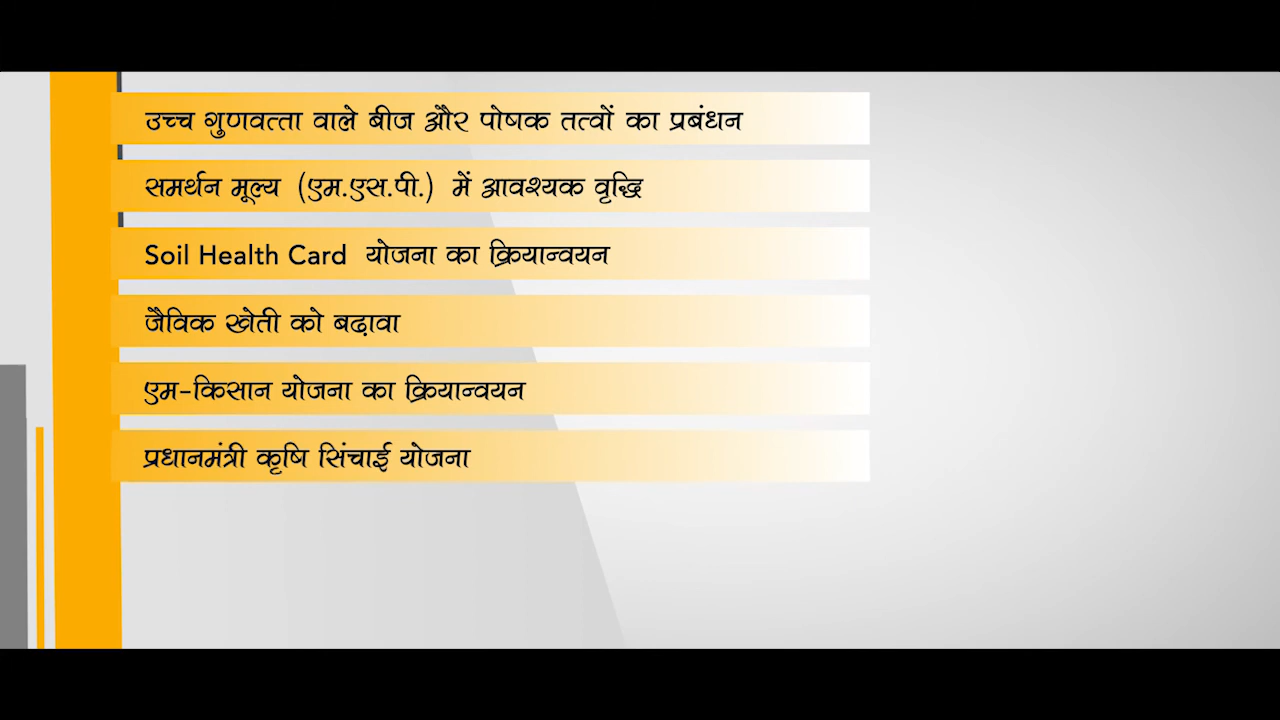 उच्च गुणवत्ता वाले बीज और पोषक तत्वों का प्रबंधन
समर्थन मूल्य (एम.एस.पी.) में आवश्यक वृद्धि
Soil Health Card योजना का क्रियान्वयन
जैविक खेती को बढ़ावा
एम-किसान योजना का क्रियान्वयन
प्रधानमंत्री कृषि सिंचाई योजना